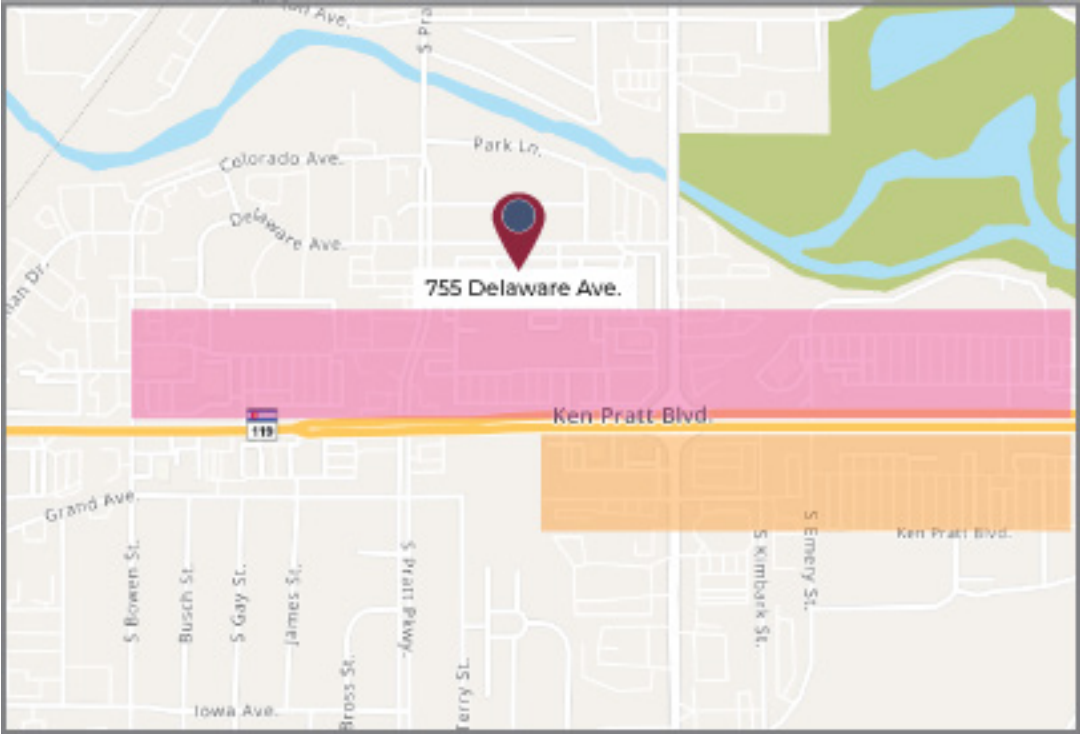 Ave.
S Pra
Park Ln.
Colorado Ave.
Delaware Ave.
755 Delaware Ave.
Ken Pratt Blvd.
119
Grand Ave.
Ken Pratt Blvd.
S Bowen St.
Busch St.
S Gay St.
James St.
S Pratt Pkwy.
S Kimbark St.
S Emery St.
Bross St.
Terry St.
Iowa Ave.